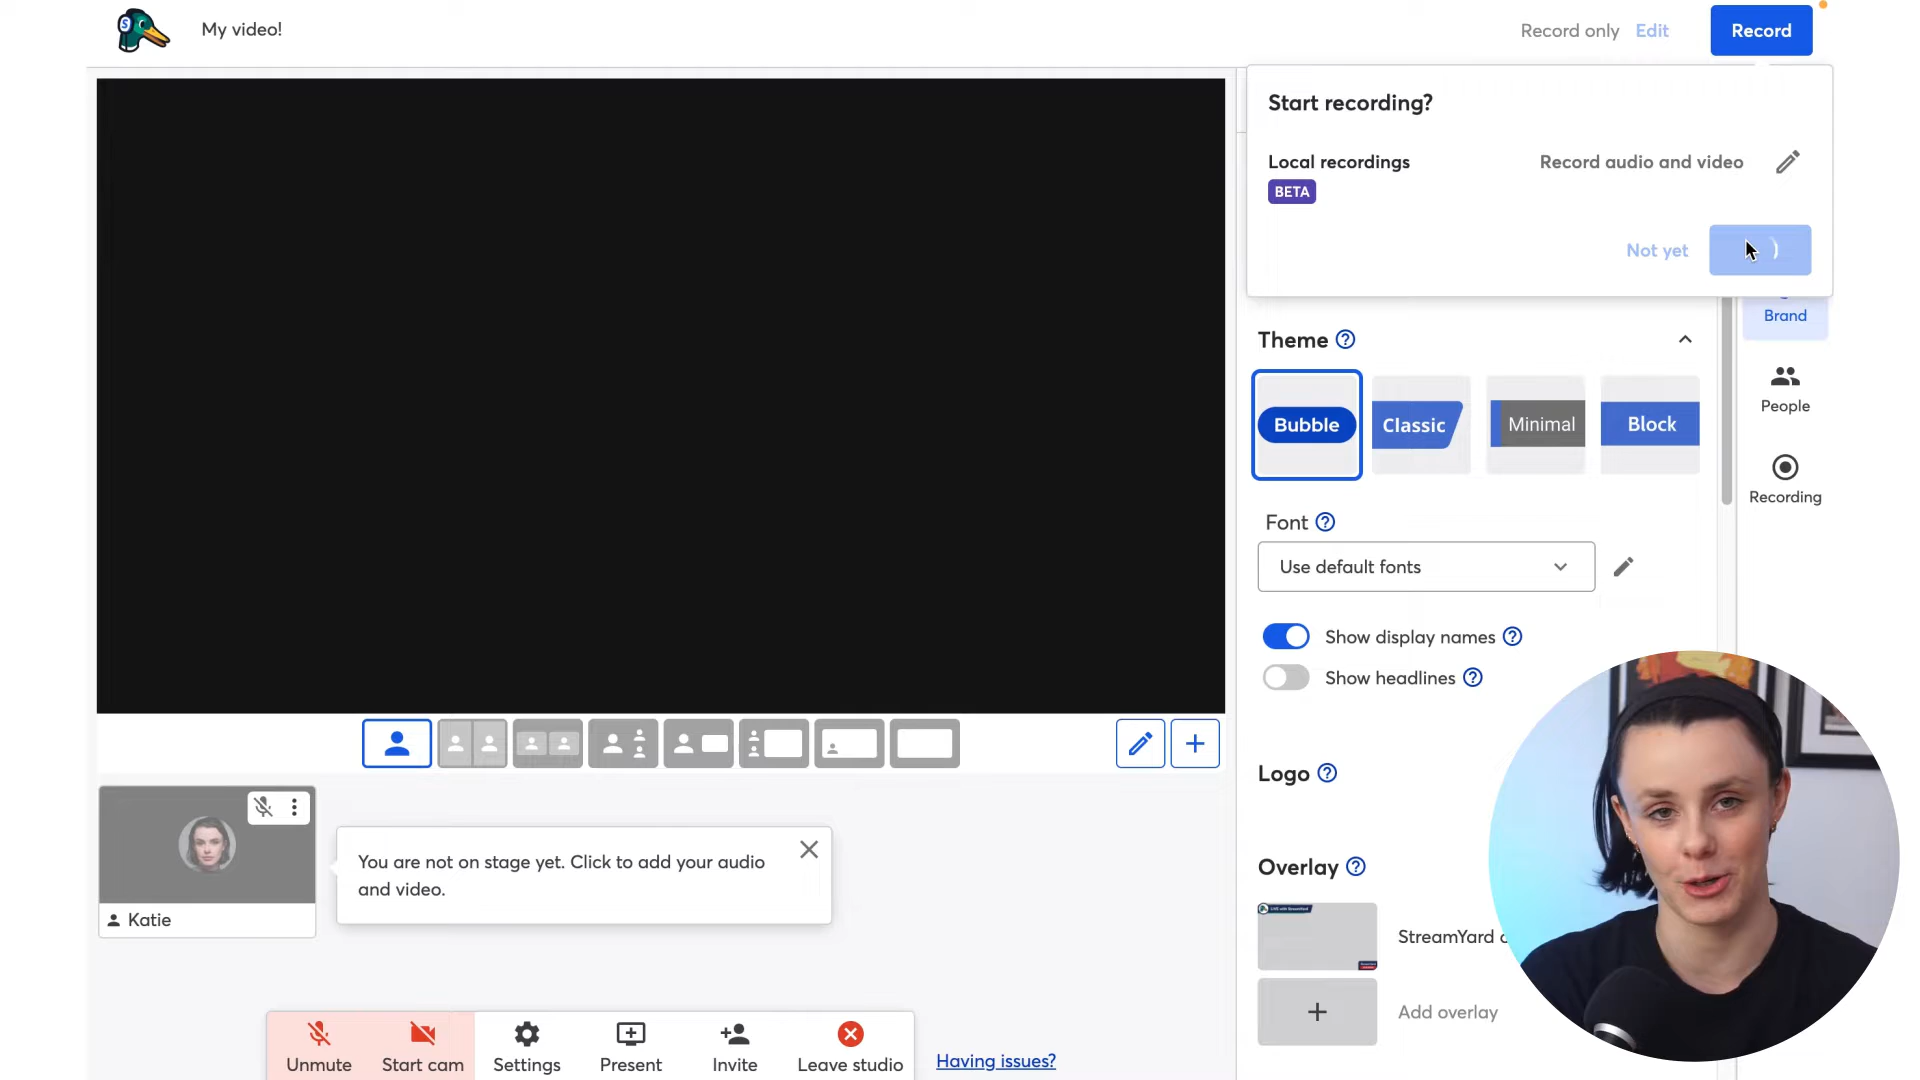 My video!
Record only Edit Record
Start recording?
Local recordings Record audio and video
BETA
Not yet
Brand
Theme
Bubble Classic Minimal Block
People
Recording
Font
Use default fonts
Show display names
Show headlines
Logo
You are not on stage yet. Click to add your audio
and video.
Katie
Overlay
StreamYard
Add overlay
Unmute Start cam Settings Present Invite Leave studio Having issues?